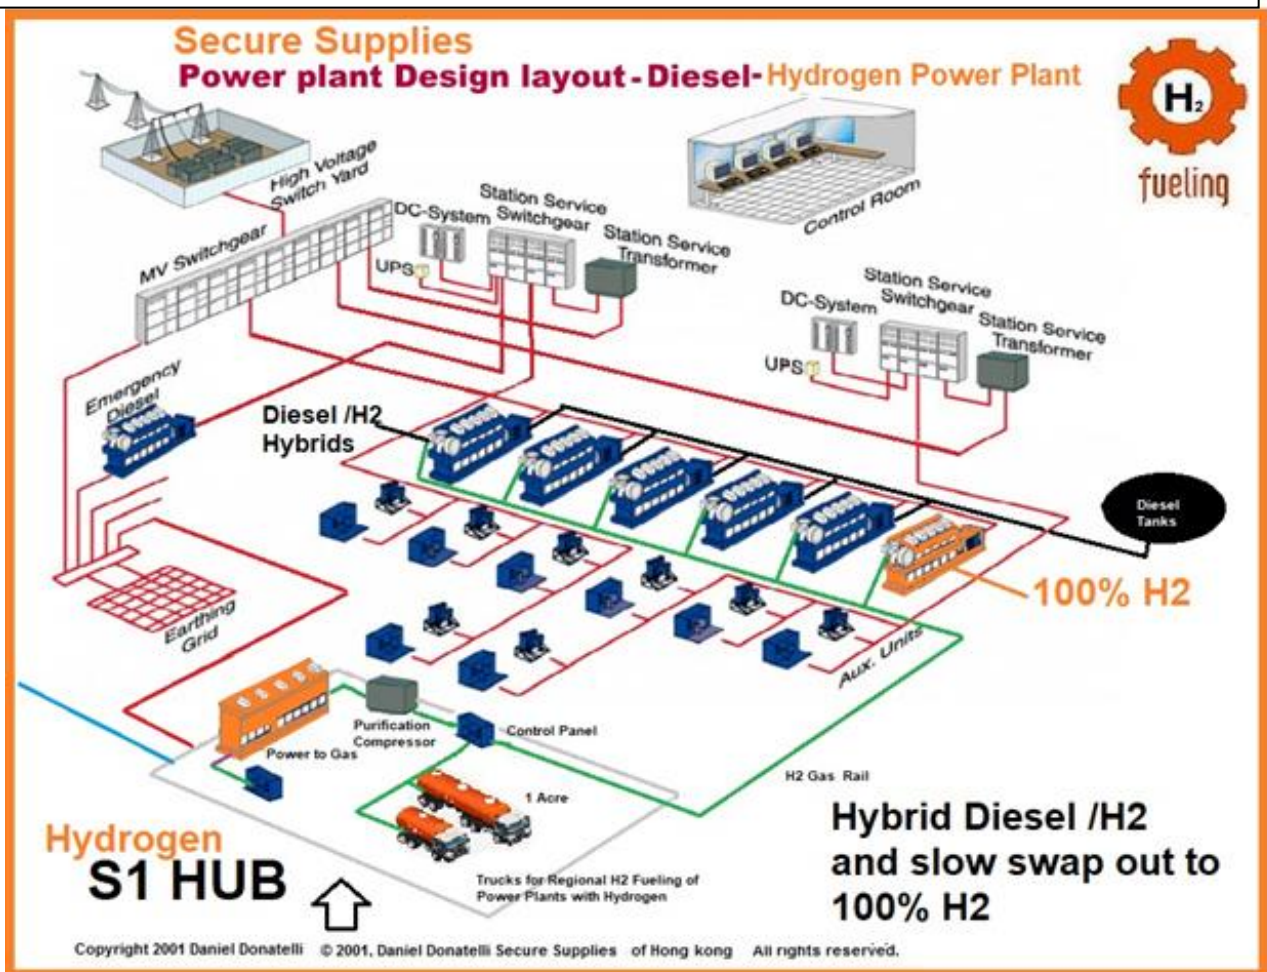 Secure Supplies
Power plant Design layout - Diesel- Hydrogen Power Plant
H2
fueling
High Voltage
Switch Yard
MV Switchgear
DC-System
UPS
Station Service
Switchgear
Station Service
Transformer
Control Room
DC-System
UPS
Station Service
Switchgear
Station Service
Transformer
Emergency
Diesel
Diesel /H2
Hybrids
Diesel
Tanks
100% H2
Earthing
Grid
Aux. Units
Purification
Compressor
Control Panel
Power to Gas
1 Acre
H2 Gas Rail
Hydrogen
S1 HUB
Trucks for Regional H2 Fueling of
Power Plants with Hydrogen
Hybrid Diesel /H2
and slow swap out to
100% H2
Copyright 2001 Daniel Donatelli © 2001, Daniel Donatelli Secure Supplies of Hong kong All rights reserved.